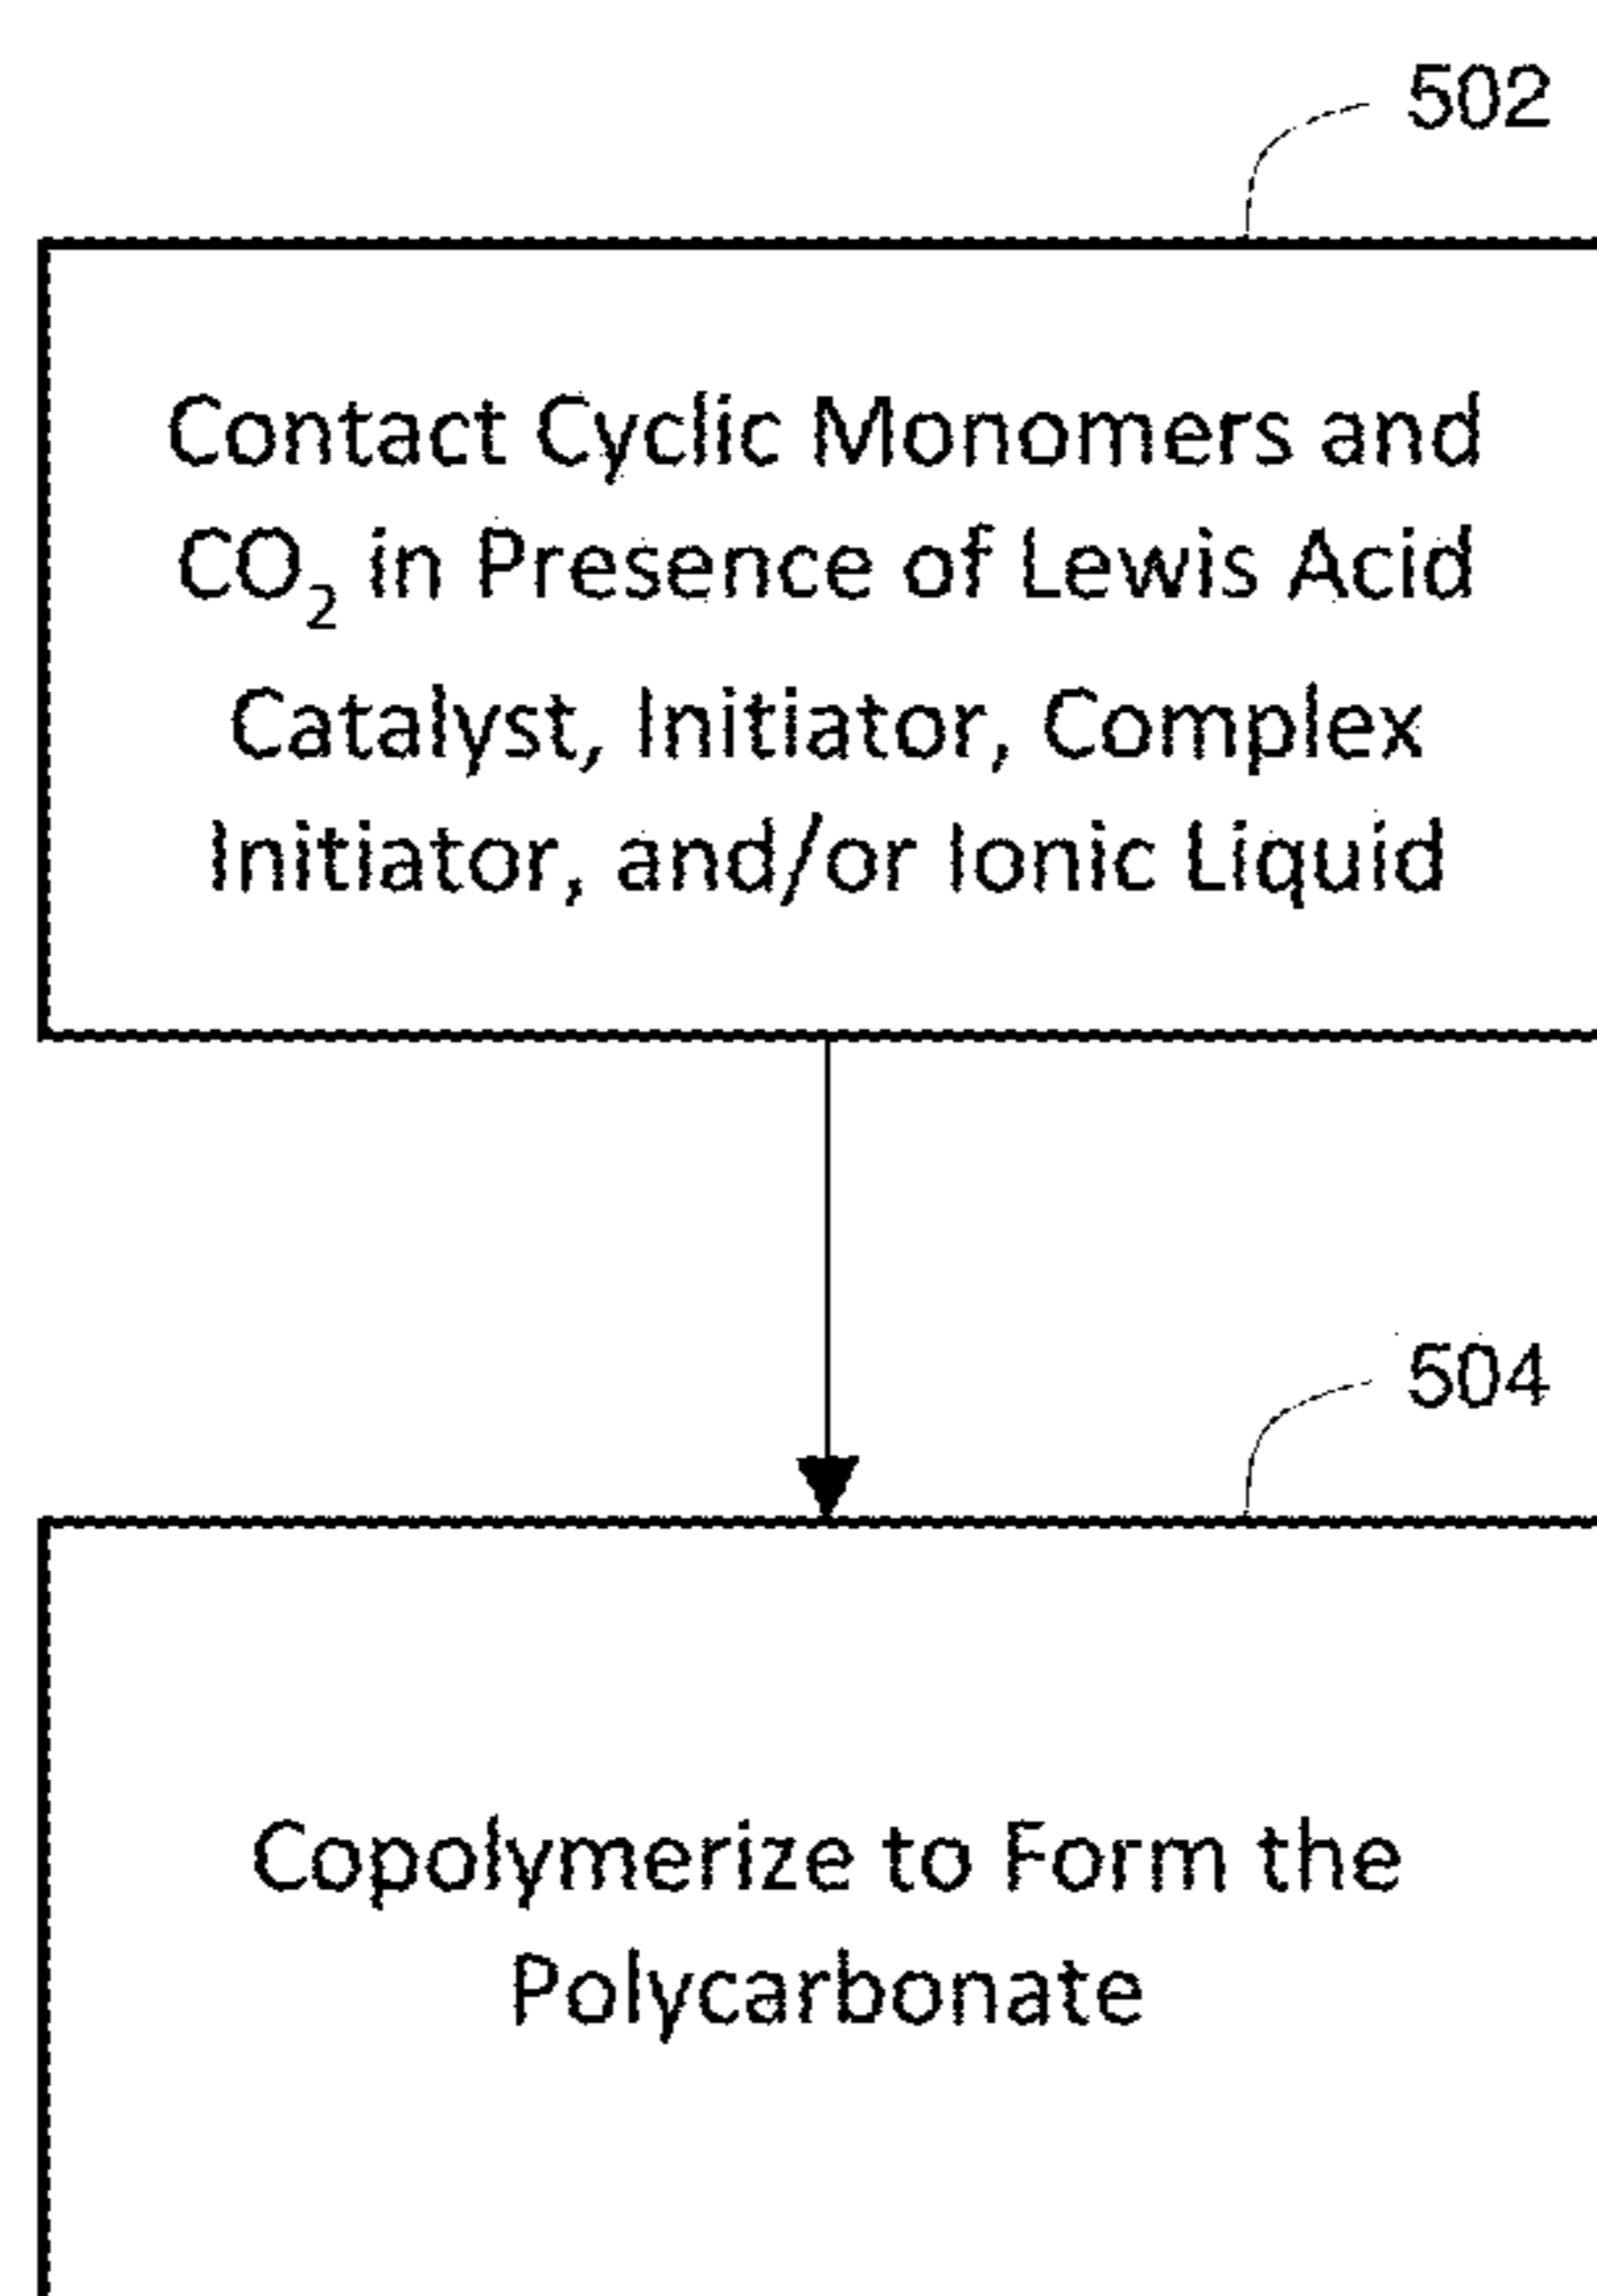 502
Contact Cyclic Monomers and
CO₂ in Presence of Lewis Acid
Catalyst, Initiator, Complex
Initiator, and/or Ionic Liquid
504
Copolymerize to Form the
Polycarbonate